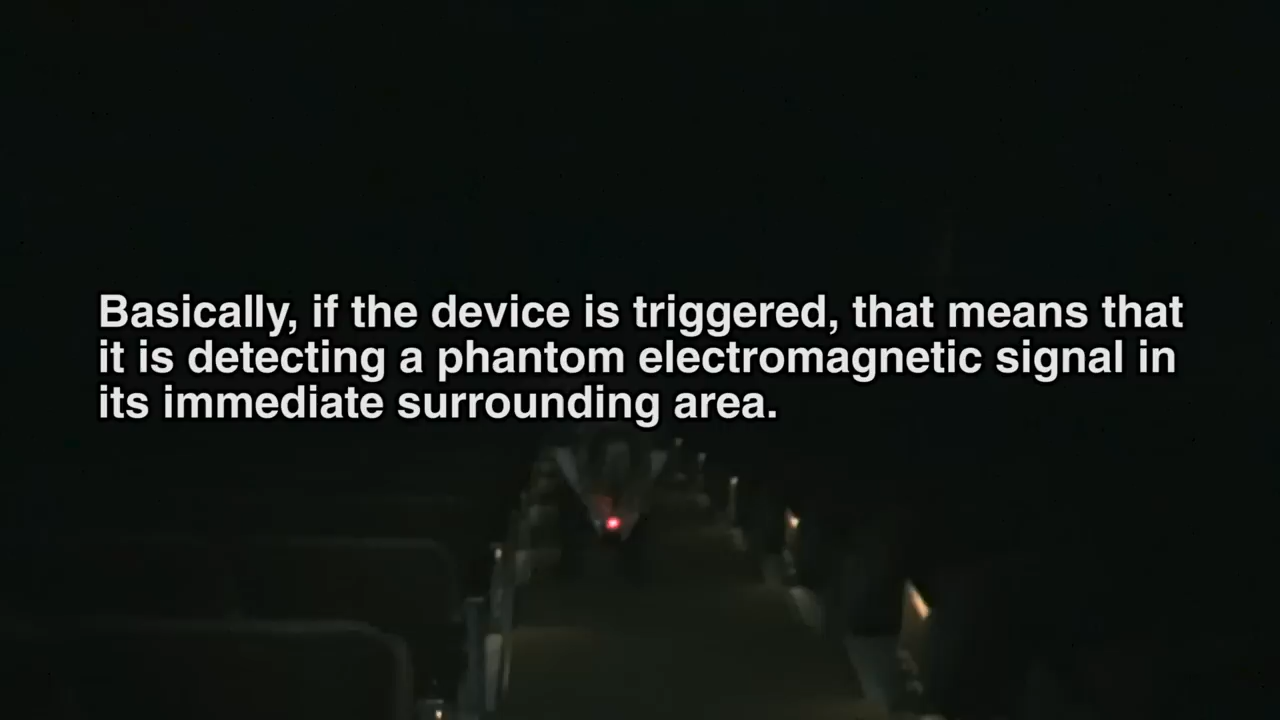 Basically, if the device is triggered, that means that
it is detecting a phantom electromagnetic signal in
its immediate surrounding area.